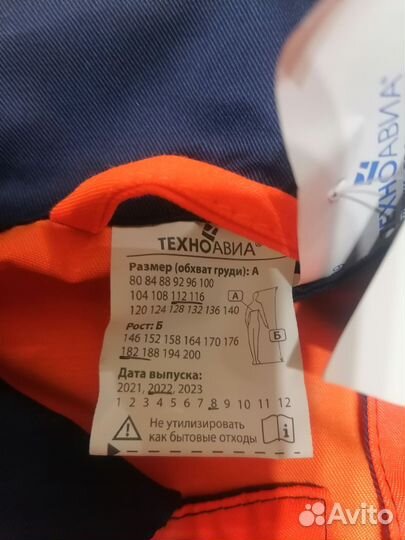 ТЕХНОАВИА®
ТЕХНОАВИА®
Размер (обхват груди): А
80 84 88 92 96 100
104 108 112 116
120 124 128 132 136 140
Рост: Б
146 152 158 164 170 176
182 188 194 200
А
Б
Дата выпуска:
2021, 2022, 2023
1 2 3 4 5 6 7 8 9 10 11 12
Не утилизировать
как бытовые отходы
Avito